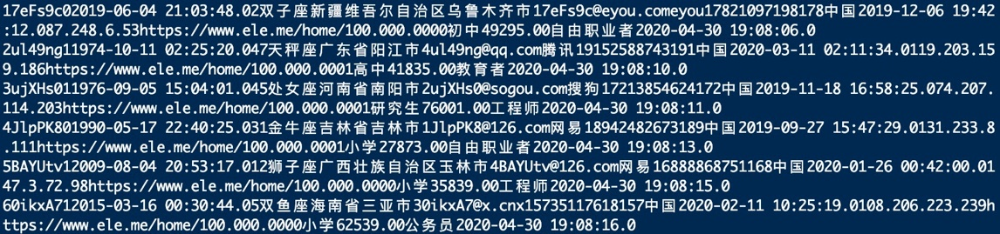 17eFs9c02019-06-04 21:03:48.02双子座新疆维吾尔自治区乌鲁木齐市17eFs9c@eyou.comeyou17821097198178中国2019-12-06 19:42
:12.087.248.6.53https://www.ele.me/home/100.000.0000初中49295.00自由职业者2020-04-30 19:08:06.0
2ul49ng11974-10-11 02:25:20.047天秤座广东省阳江市4ul49ng@qq.com腾讯19152588743191中国2020-03-11 02:11:34.0119.203.15
9.186https://www.ele.me/home/100.000.0001高中41835.00教育者2020-04-30 19:08:10.0
3ujXHs011976-09-05 15:04:01.045处女座河南省南阳市2ujXHs0@sogou.com搜狗17213854624172中国2019-11-18 16:58:25.074.207.
114.203https://www.ele.me/home/100.000.0001研究生76001.00工程师2020-04-30 19:08:11.0
4JlpPK801990-05-17 22:40:25.031金牛座吉林省吉林市1JlpPK8@126.com网易18942482673189中国2019-09-27 15:47:29.0131.233.8
.111https://www.ele.me/home/100.000.0001小学27873.00自由职业者2020-04-30 19:08:13.0
5BAYUtv12009-08-04 20:53:17.012狮子座广西壮族自治区玉林市4BAYUtv@126.com网易16888868751168中国2020-01-26 00:42:00.01
47.3.72.98https://www.ele.me/home/100.000.0000小学35839.00工程师2020-04-30 19:08:15.0
60ikxA712015-03-16 00:30:44.05双鱼座海南省三亚市30ikxA7@x.cnx15735117618157中国2020-02-11 10:25:19.0108.206.223.239h
ttps://www.ele.me/home/100.000.0000小学62539.00公务员2020-04-30 19:08:16.0